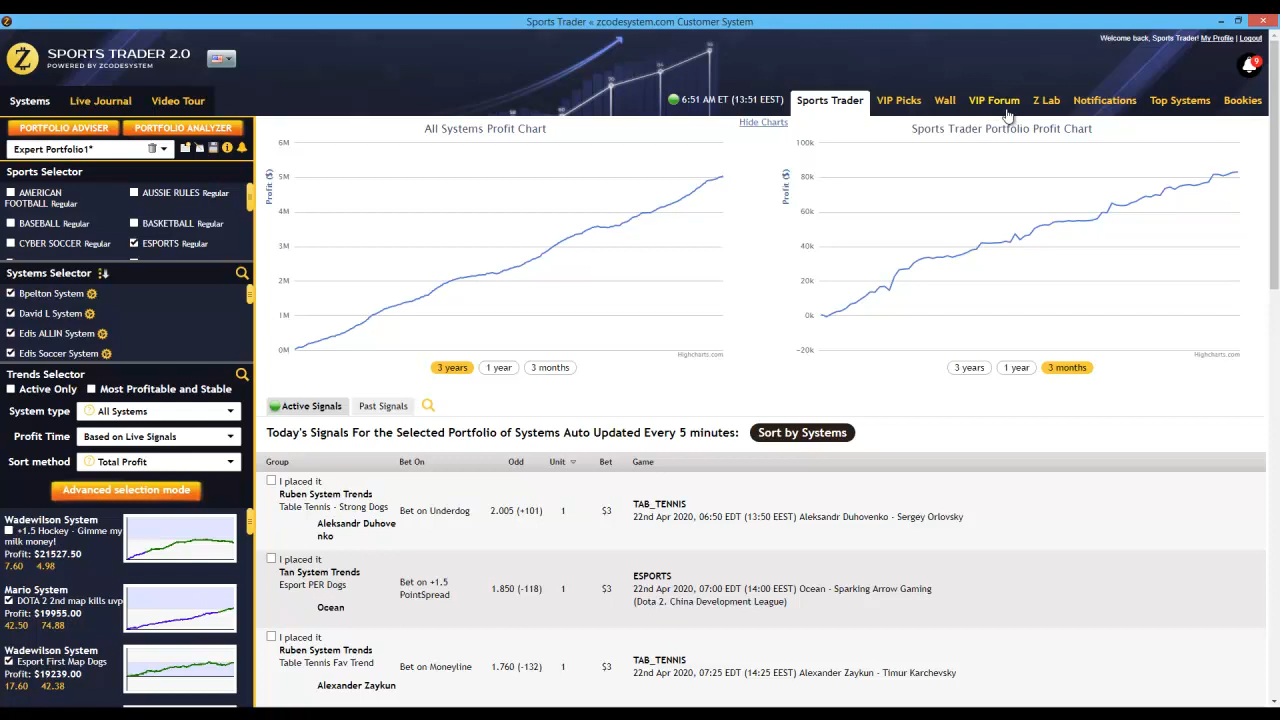 Sports Trader « zcodesystem.com Customer System
SPORTS TRADER 2.0
POWERED BY ZCODESYSTEM
Welcome back, Sports Trader! My Profile | Logout
9
Systems Live Journal Video Tour
6:51 AM ET (13:51 EEST) Sports Trader VIP Picks Wall VIP Forum Z Lab Notifications Top Systems Bookies
PORTFOLIO ADVISER PORTFOLIO ANALYZER
Expert Portfolio1*
Sports Selector
AMERICAN FOOTBALL Regular
AUSSIE RULES Regular
BASEBALL Regular
BASKETBALL Regular
CYBER SOCCER Regular
ESPORTS Regular
Systems Selector
Bpelton System
David L System
Edis ALLIN System
Edis Soccer System
Trends Selector
Active Only Most Profitable and Stable
System type All Systems
Profit Time Based on Live Signals
Sort method Total Profit
Advanced selection mode
Wadewilson System
+1.5 Hockey - Gimme my milk money!
Profit: $21527.50
7.60 4.98
Mario System
DOTA 2 2nd map kills uvp
Profit: $19955.00
42.50 74.88
Wadewilson System
Esport First Map Dogs
Profit: $19239.00
17.60 42.38
Hide Charts
All Systems Profit Chart
Profit ($)
6M
5M
4M
3M
2M
1M
0M
Highcharts.com
3 years 1 year 3 months
Sports Trader Portfolio Profit Chart
Profit ($)
100k
80k
60k
40k
20k
0k
−20k
Highcharts.com
3 years 1 year 3 months
Active Signals Past Signals
Today's Signals For the Selected Portfolio of Systems Auto Updated Every 5 minutes: Sort by Systems
Group Bet On Odd Unit Bet Game
I placed it
Ruben System Trends
Table Tennis - Strong Dogs
Aleksandr Duhove
nko
Bet on Underdog 2.005 (+101) 1 $3
TAB_TENNIS
22nd Apr 2020, 06:50 EDT (13:50 EEST) Aleksandr Duhovenko - Sergey Orlovsky
I placed it
Tan System Trends
Esport PER Dogs
Ocean
Bet on +1.5
PointSpread
1.850 (-118) 1 $3
ESPORTS
22nd Apr 2020, 07:00 EDT (14:00 EEST) Ocean - Sparking Arrow Gaming
(Dota 2. China Development League)
I placed it
Ruben System Trends
Table Tennis Fav Trend
Alexander Zaykun
Bet on Moneyline 1.760 (-132) 1 $3
TAB_TENNIS
22nd Apr 2020, 07:25 EDT (14:25 EEST) Alexander Zaykun - Timur Karchevsky